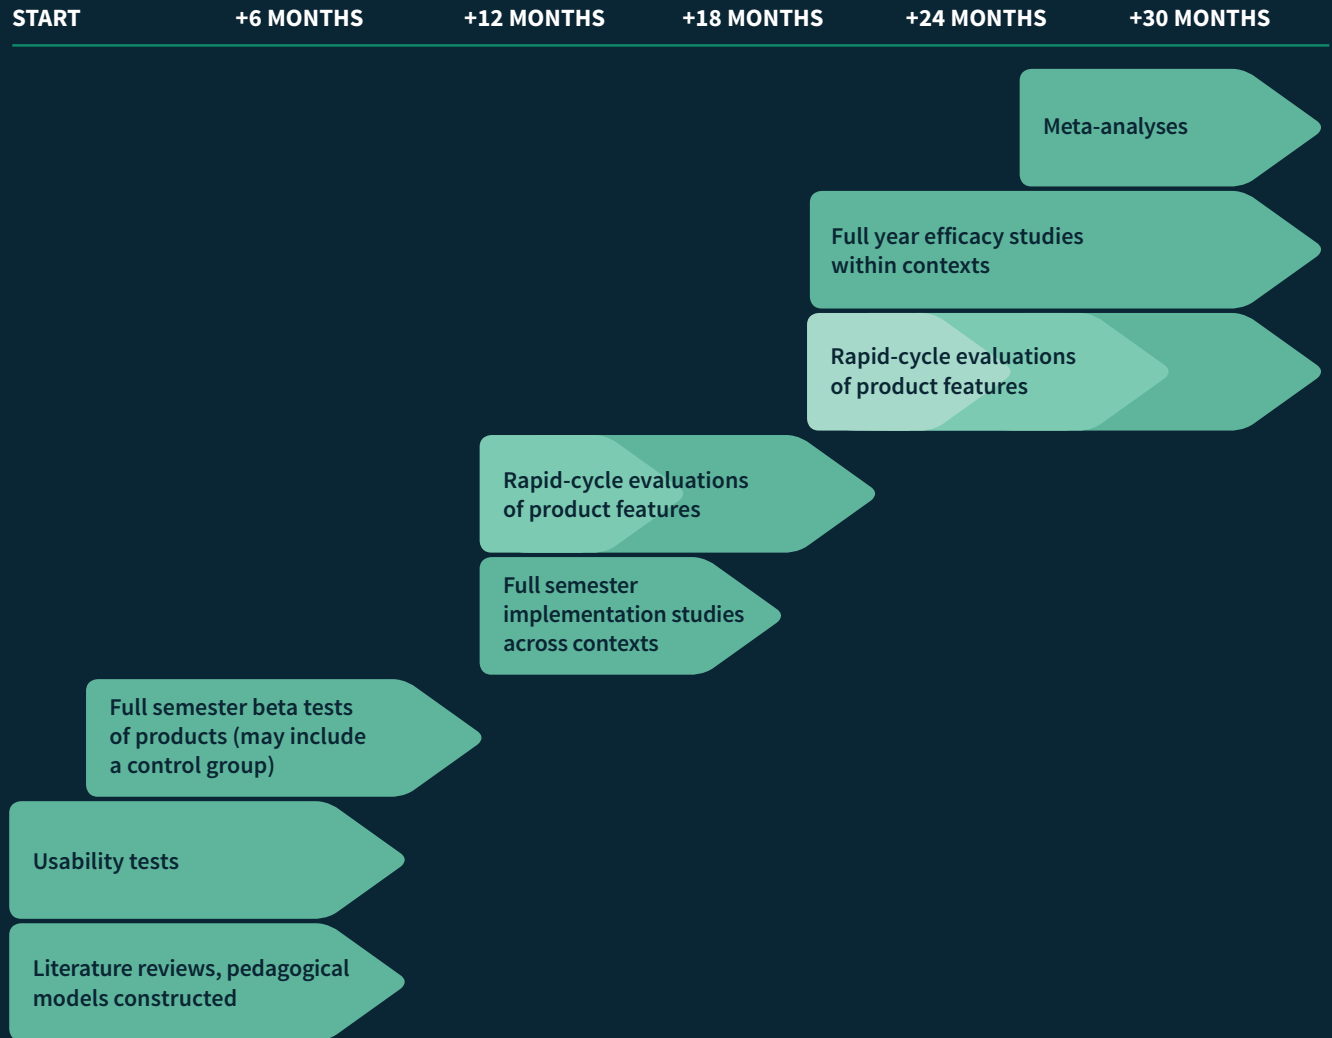 START
+6 MONTHS
+12 MONTHS
+18 MONTHS
+24 MONTHS
+30 MONTHS
Meta-analyses
Full year efficacy studies
within contexts
Rapid-cycle evaluations
of product features
Rapid-cycle evaluations
of product features
Full semester
implementation studies
across contexts
Full semester beta tests
of products (may include
a control group)
Usability tests
Literature reviews, pedagogical
models constructed